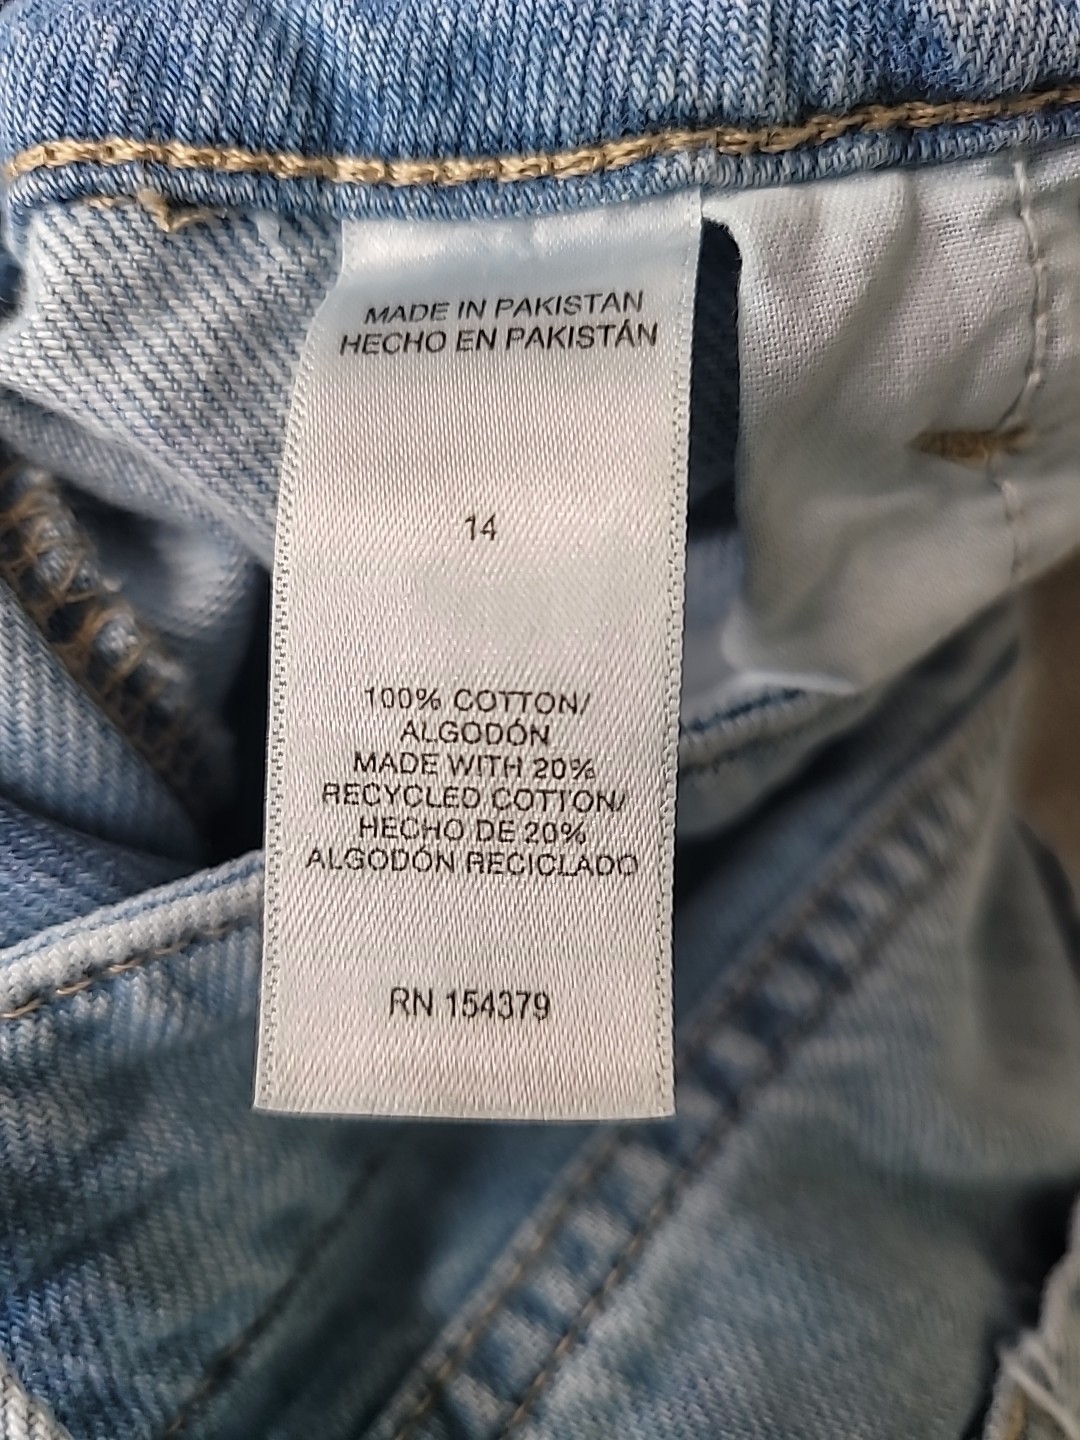 MADE IN PAKISTAN
HECHO EN PAKISTÁN
14
100% COTTON/
ALGODÓN
MADE WITH 20%
RECYCLED COTTON/
HECHO DE 20%
ALGODÓN RECICLADO
RN 154379